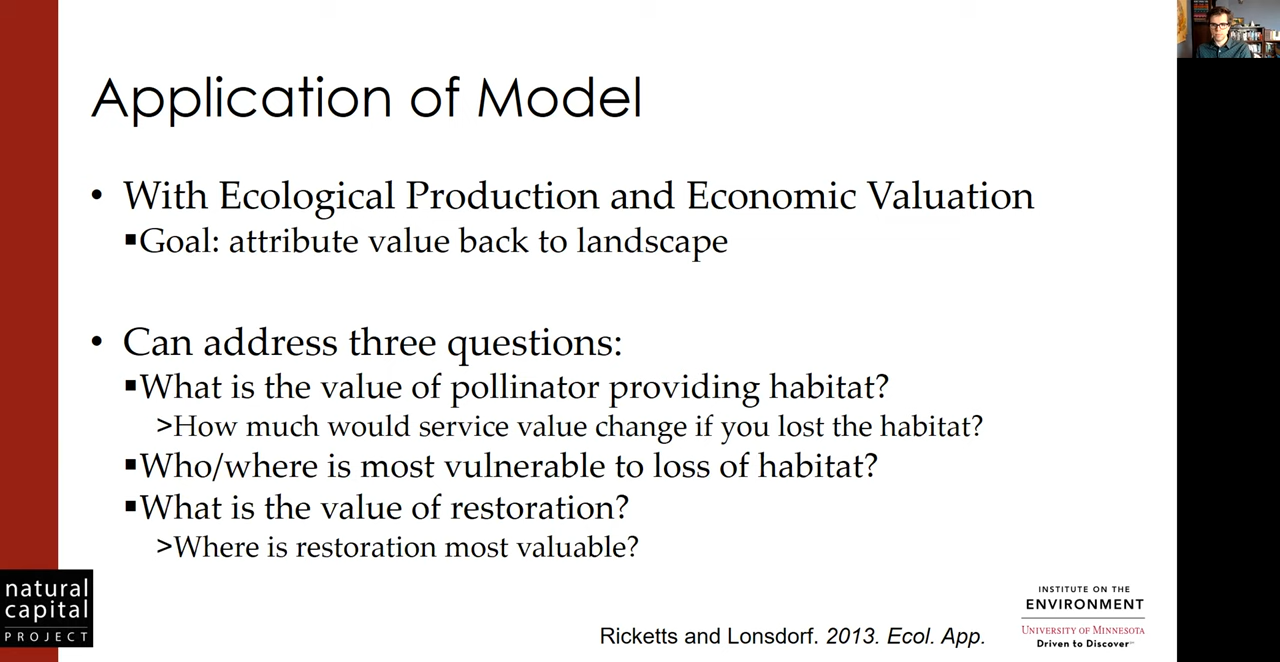 Application of Model
• With Ecological Production and Economic Valuation
▪Goal: attribute value back to landscape
• Can address three questions:
▪What is the value of pollinator providing habitat?
>How much would service value change if you lost the habitat?
▪Who/where is most vulnerable to loss of habitat?
▪What is the value of restoration?
>Where is restoration most valuable?
natural
capital
PROJECT
Ricketts and Lonsdorf. 2013. Ecol. App.
INSTITUTE ON THE
ENVIRONMENT
UNIVERSITY OF MINNESOTA
Driven to Discover℠